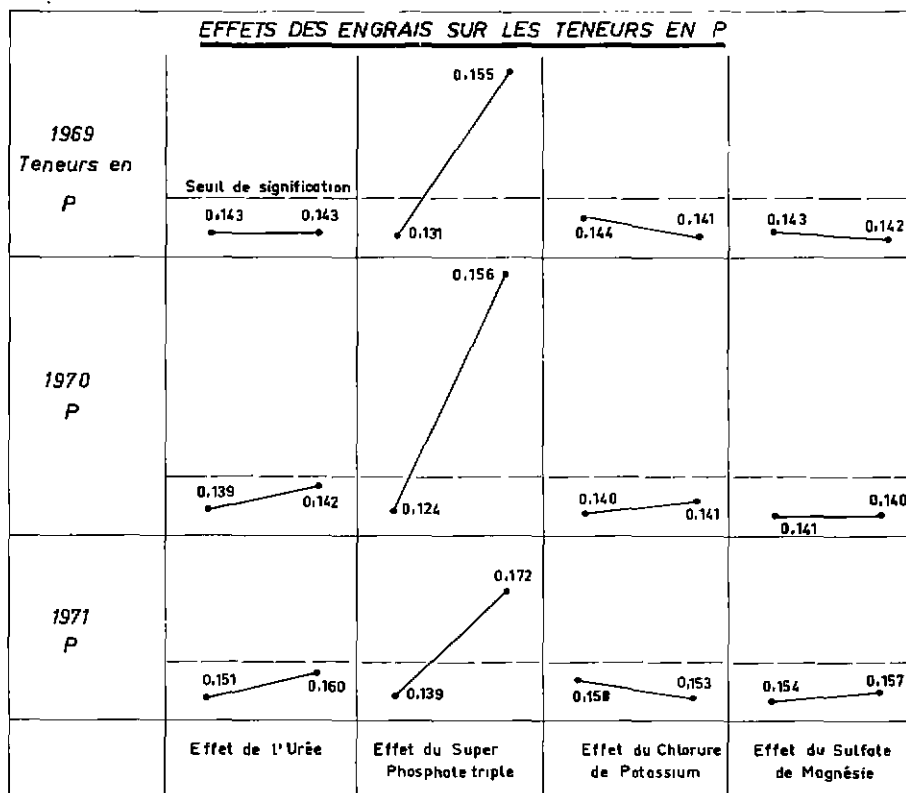 EFFETS DES ENGRAIS SUR LES TENEURS EN P
1969
Teneurs en
P
Seuil de signification
0,143 0,143
0,155
0,131
0,144 0,141
0,143 0,142
1970
P
0,139 0,142
0,156
0,124
0,140 0,141
0,141 0,140
1971
P
0,151 0,160
0,172
0,139
0,158 0,153
0,154 0,157
Effet de l'Urée
Effet du Super
Phosphate triple
Effet du Chlorure
de Potassium
Effet du Sulfate
de Magnésie